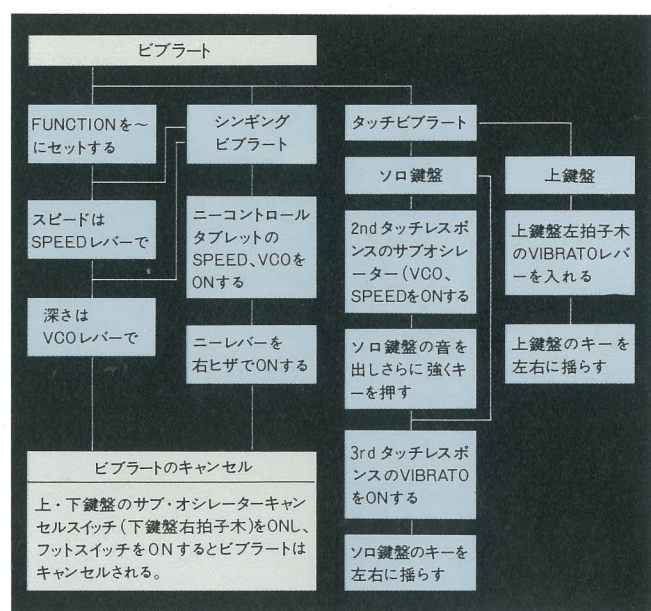 ビブラート
FUNCTIONを～
にセットする
スピードは
SPEEDレバーで
深さは
VCOレバーで
シンギング
ビブラート
ニーコントロール
タブレットの
SPEED、VCOを
ONする
ニーレバーを
右ヒザでONする
ビブラートのキャンセル
上・下鍵盤のサブ・オシレーターキャン
セルスイッチ(下鍵盤右拍子木)をONし、
フットスイッチをONするとビブラートは
キャンセルされる。
タッチビブラート
ソロ鍵盤
2ndタッチレスポ
ンスのサブオシレ
ーター(VCO、
SPEEDをONする
ソロ鍵盤の音を
出しさらに強くキ
ーを押す
3rdタッチレスポ
ンスのVIBRATO
をONする
ソロ鍵盤のキーを
左右に揺らす
上鍵盤
上鍵盤左拍子木
のVIBRATOレバ
ーを入れる
上鍵盤のキーを
左右に揺らす